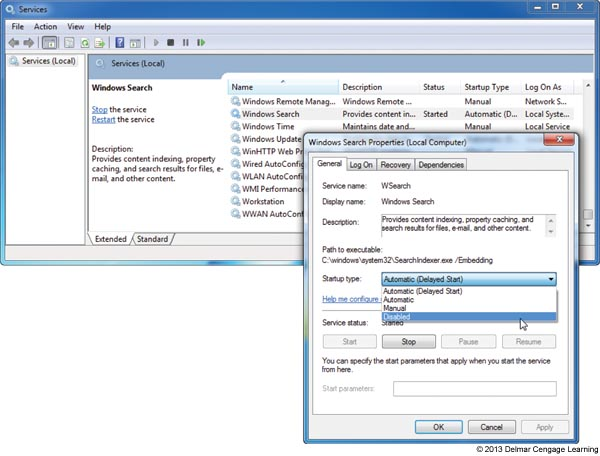 Services
File Action View Help
Services (Local)
Services (Local)
Windows Search
Stop the service
Restart the service
Description:
Provides content indexing, property
caching, and search results for files, e-
mail, and other content.
Name Description Status Startup Type Log On As
Windows Remote Manag... Windows Remote ... Manual Network S...
Windows Search Provides content in... Started Automatic (D... Local Syste...
Windows Time Maintains date and... Manual Local Service
Windows Update
WinHTTP Web Pr
Wired AutoConfig
WLAN AutoConfi
WMI Performance
Workstation
WWAN AutoConf
Extended Standard
Windows Search Properties (Local Computer)
General Log On Recovery Dependencies
Service name: WSearch
Display name: Windows Search
Description: Provides content indexing, property caching, and
search results for files, e-mail, and other content.
Path to executable:
C:\windows\system32\SearchIndexer.exe /Embedding
Startup type: Automatic (Delayed Start)
Automatic (Delayed Start)
Automatic
Manual
Disabled
Help me configure
Service status: Started
Start Stop Pause Resume
You can specify the start parameters that apply when you start the service
from here.
Start parameters:
OK Cancel Apply
© 2013 Delmar Cengage Learning